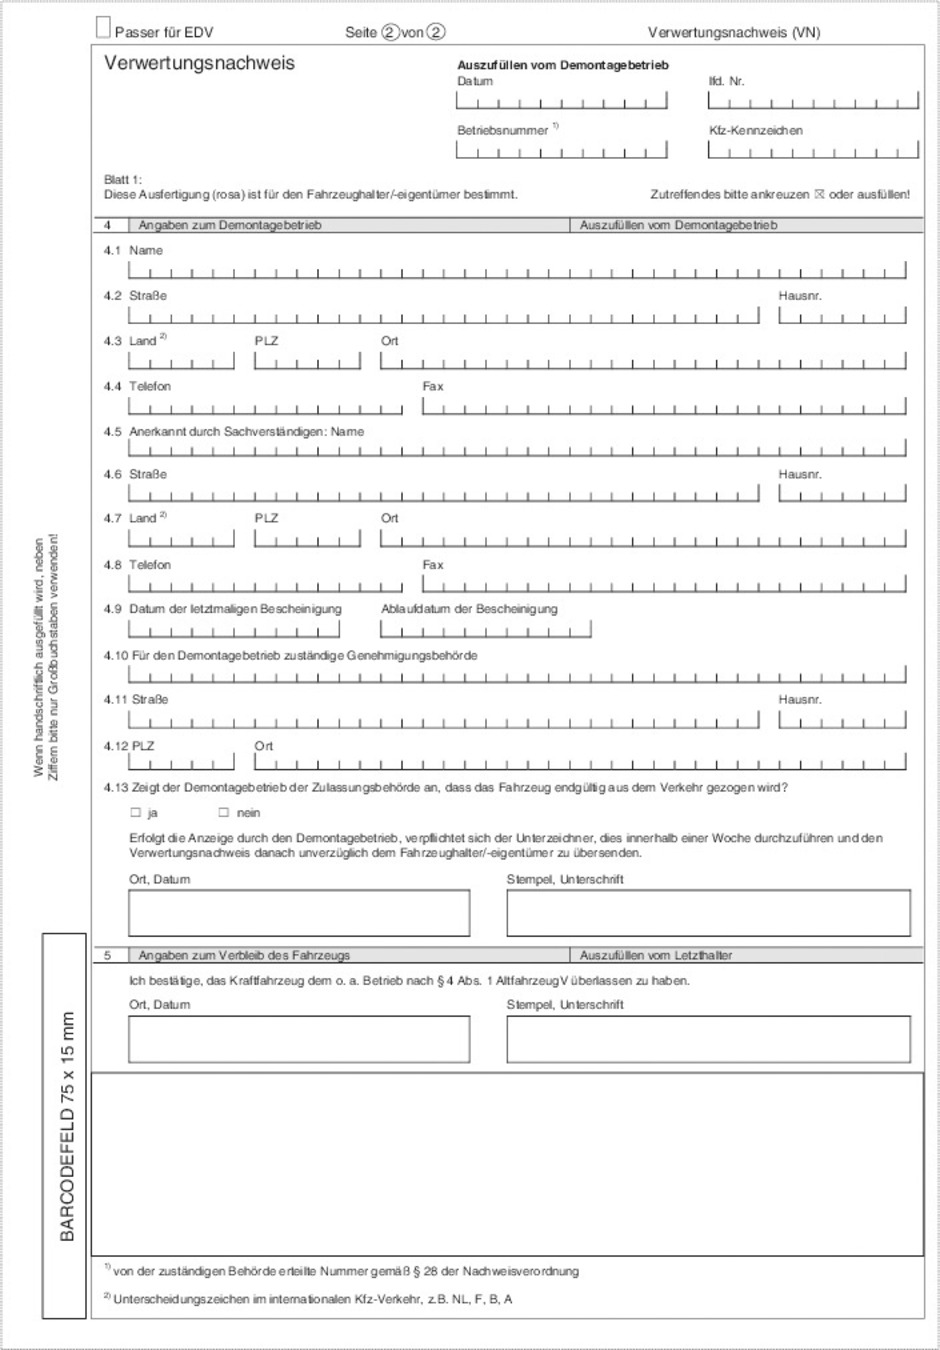 Passer für EDV Seite 2 von 2 Verwertungsnachweis (VN)
Verwertungsnachweis
Auszufüllen vom Demontagebetrieb
Datum lfd. Nr.
Betriebsnummer 1) Kfz-Kennzeichen
Blatt 1:
Diese Ausfertigung (rosa) ist für den Fahrzeughalter/-eigentümer bestimmt. Zutreffendes bitte ankreuzen ☒ oder ausfüllen!
4 Angaben zum Demontagebetrieb Auszufüllen vom Demontagebetrieb
4.1 Name
4.2 Straße Hausnr.
4.3 Land 2) PLZ Ort
4.4 Telefon Fax
4.5 Anerkannt durch Sachverständigen: Name
4.6 Straße Hausnr.
4.7 Land 2) PLZ Ort
4.8 Telefon Fax
4.9 Datum der letztmaligen Bescheinigung Ablaufdatum der Bescheinigung
4.10 Für den Demontagebetrieb zuständige Genehmigungsbehörde
4.11 Straße Hausnr.
4.12 PLZ Ort
4.13 Zeigt der Demontagebetrieb der Zulassungsbehörde an, dass das Fahrzeug endgültig aus dem Verkehr gezogen wird?
☐ ja ☐ nein
Erfolgt die Anzeige durch den Demontagebetrieb, verpflichtet sich der Unterzeichner, dies innerhalb einer Woche durchzuführen und den
Verwertungsnachweis danach unverzüglich dem Fahrzeughalter/-eigentümer zu übersenden.
Ort, Datum Stempel, Unterschrift
5 Angaben zum Verbleib des Fahrzeugs Auszufüllen vom Letzthalter
Ich bestätige, das Kraftfahrzeug dem o. a. Betrieb nach § 4 Abs. 1 AltfahrzeugV überlassen zu haben.
Ort, Datum Stempel, Unterschrift
1) von der zuständigen Behörde erteilte Nummer gemäß § 28 der Nachweisverordnung
2) Unterscheidungszeichen im internationalen Kfz-Verkehr, z.B. NL, F, B, A
Wenn handschriftlich ausgefüllt wird, neben
Ziffern bitte nur Großbuchstaben verwenden!
BARCODEFELD 75 x 15 mm